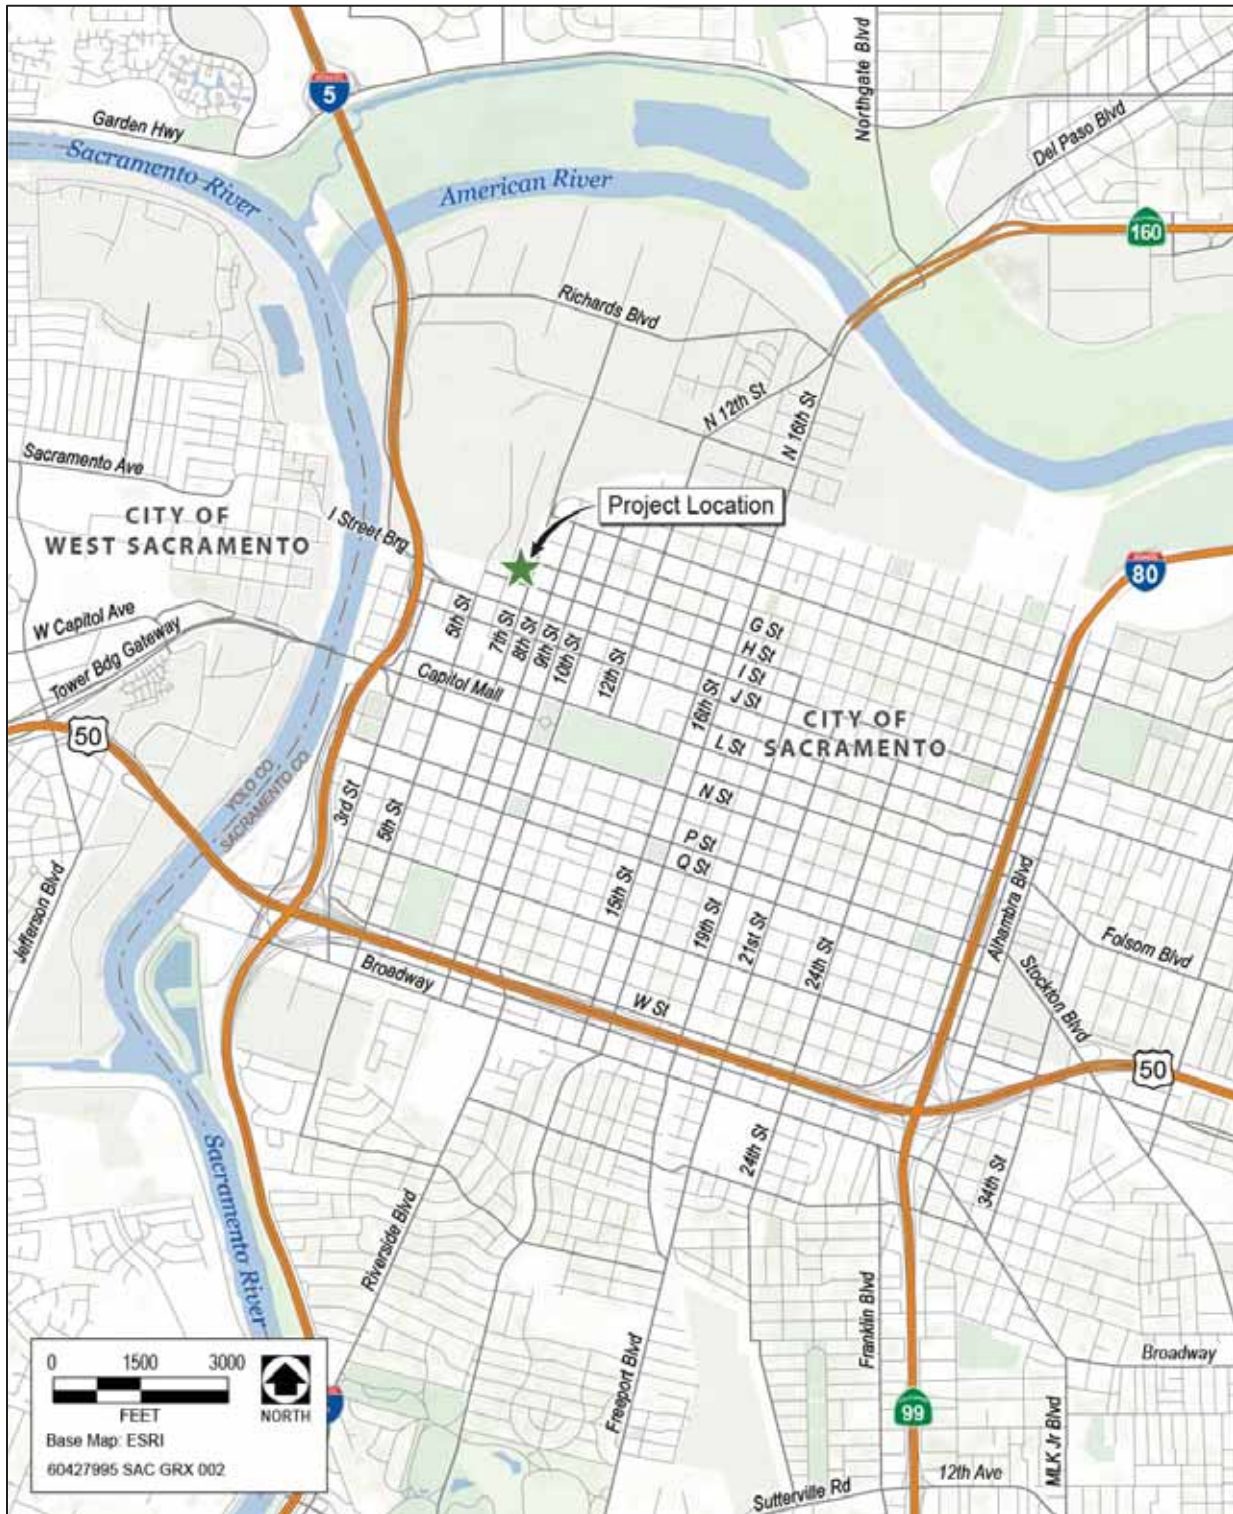 5
Northgate Blvd
Garden Hwy
Del Paso Blvd
Sacramento River
American River
160
Richards Blvd
N 12th St
N 16th St
Sacramento Ave
Project Location
I Street Brg
CITY OF
WEST SACRAMENTO
80
W Capitol Ave
Tower Bdg Gateway
5th St
7th St
8th St
9th St
10th St
12th St
G St
H St
I St
J St
16th St
Capitol Mall
CITY OF
SACRAMENTO
L St
50
N St
YOLO CO
SACRAMENTO CO
3rd St
5th St
P St
Q St
15th St
19th St
21st St
24th St
Alhambra Blvd
Jefferson Blvd
Folsom Blvd
Stockton Blvd
Broadway
W St
50
24th St
34th St
Sacramento River
Riverside Blvd
Freeport Blvd
Franklin Blvd
Broadway
99
MLK Jr Blvd
12th Ave
Sutterville Rd
0 1500 3000
FEET
NORTH
Base Map: ESRI
60427995 SAC GRX 002